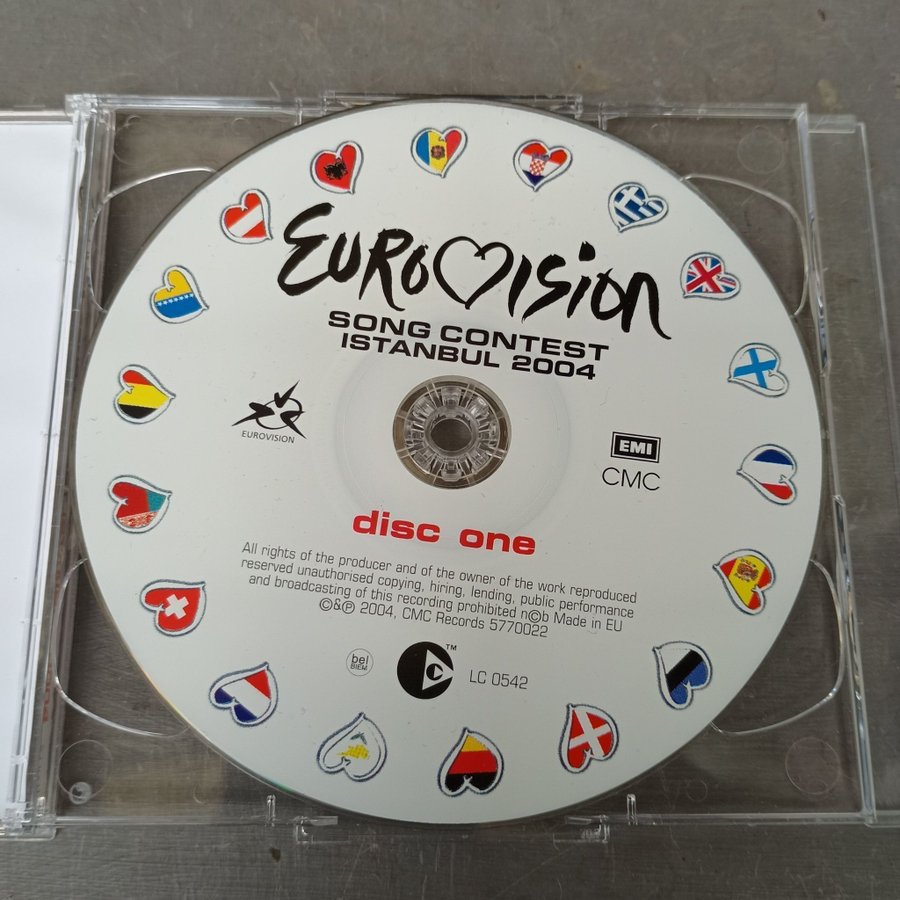 EUROVISION
SONG CONTEST
ISTANBUL 2004
EUROVISION
EMI
CMC
disc one
All rights of the producer and of the owner of the work reproduced
reserved unauthorised copying, hiring, lending, public performance
and broadcasting of this recording prohibited n©b Made in EU
©&℗ 2004, CMC Records 5770022
bel
BIEM
C
TM
LC 0542